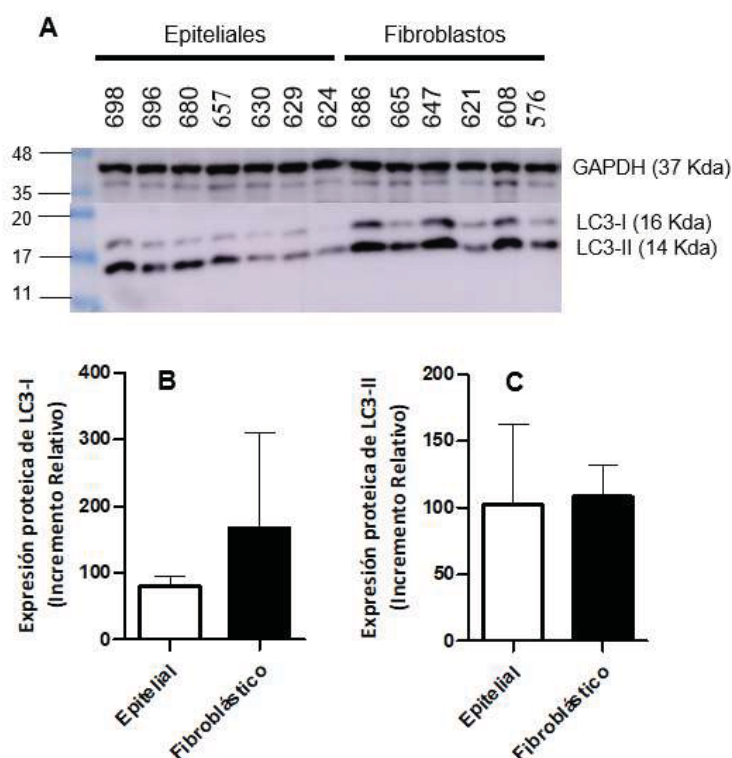 A
Epiteliales Fibroblastos
698 696 680 657 630 629 624 686 665 647 621 608 576
48
GAPDH (37 Kda)
35
20
LC3-I (16 Kda)
17
LC3-II (14 Kda)
11
B
Expresión proteica de LC3-I
(Incremento Relativo)
400
300
200
100
0
Epitelial
Fibroblástico
C
Expresión proteica de LC3-II
(Incremento Relativo)
200
150
100
50
0
Epitelial
Fibroblástico